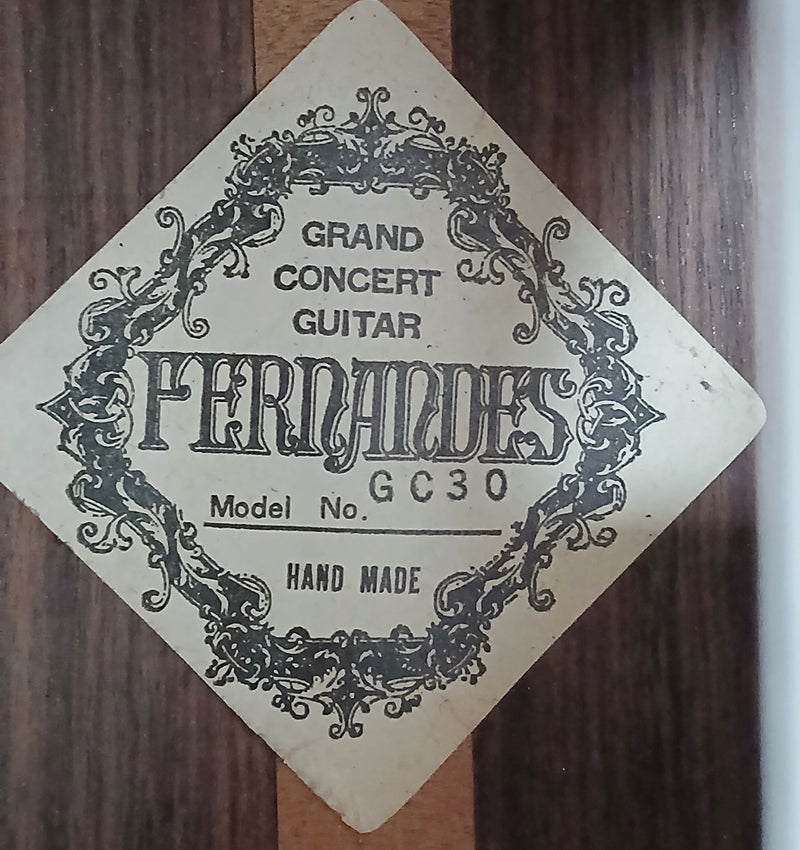 GRAND
CONCERT
GUITAR
FERNANDES
Model No. GC30
HAND MADE